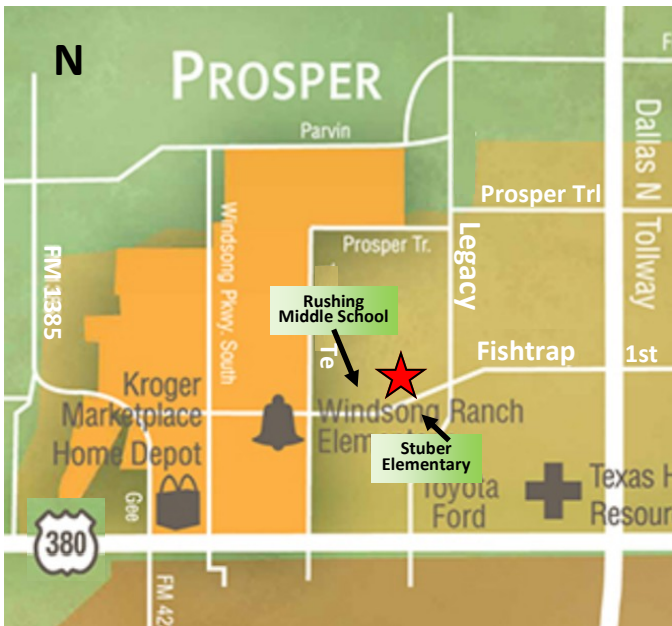 N
PROSPER
F
Parvin
Dallas N Tollway
Prosper Trl
Windsong Pkwy. South
Legacy
Prosper Tr.
FM 1385
Rushing
Middle School
Te
Fishtrap
1st
Kroger
Marketplace
Home Depot
Windsong Ranch
Elem
Stuber
Elementary
Toyota
Ford
Texas H
Resour
Gee
380
FM 42